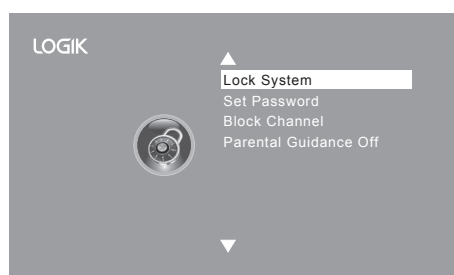 LOGIK
Lock System
Set Password
Block Channel
Parental Guidance Off